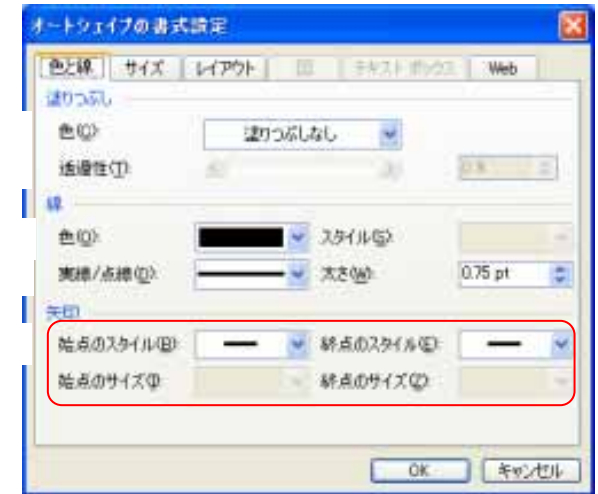 オートシェイプの書式設定
色と線 サイズ レイアウト 図 テキスト ボックス Web
塗りつぶし
色(C): 塗りつぶしなし
透過性(T): 0 %
線
色(O): スタイル(S):
実線/点線(D): 太さ(W): 0.75 pt
矢印
始点のスタイル(B): 終点のスタイル(E):
始点のサイズ(I): 終点のサイズ(Z):
OK キャンセル